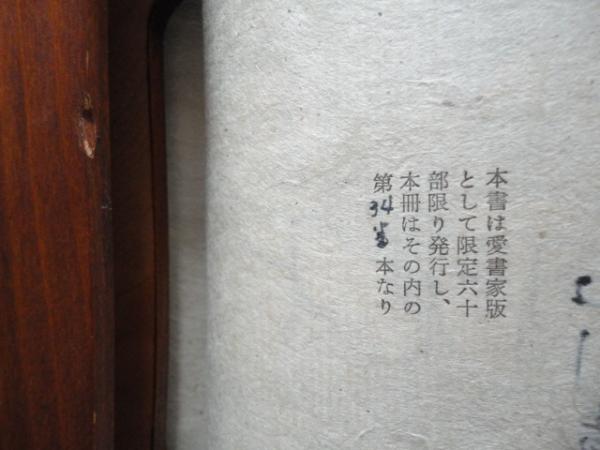 本書は愛書家版
として限定六十
部限り発行し、
本冊はその内の
第34番本なり